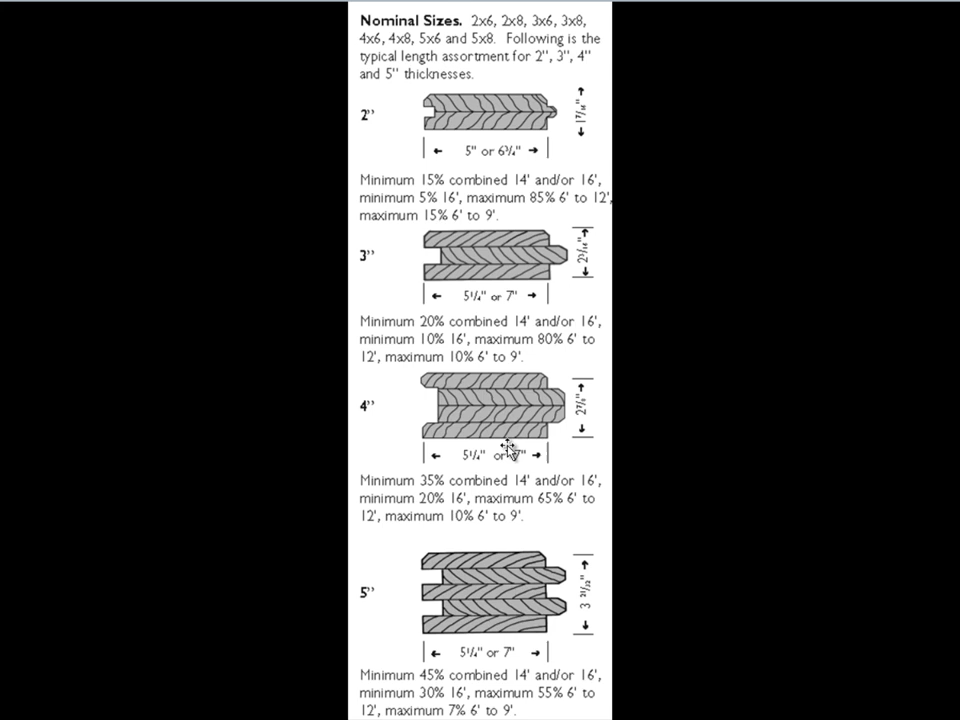 Nominal Sizes. 2x6, 2x8, 3x6, 3x8,
4x6, 4x8, 5x6 and 5x8. Following is the
typical length assortment for 2", 3", 4"
and 5" thicknesses.
2"
1 7/16"
5" or 6¾"
Minimum 15% combined 14' and/or 16',
minimum 5% 16', maximum 85% 6' to 12',
maximum 15% 6' to 9'.
3"
2 3/16"
5¼" or 7"
Minimum 20% combined 14' and/or 16',
minimum 10% 16', maximum 80% 6' to
12', maximum 10% 6' to 9'.
4"
2⅞"
5¼" or 7"
Minimum 35% combined 14' and/or 16',
minimum 20% 16', maximum 65% 6' to
12', maximum 10% 6' to 9'.
5"
3 21/32"
5¼" or 7"
Minimum 45% combined 14' and/or 16',
minimum 30% 16', maximum 55% 6' to
12', maximum 7% 6' to 9'.